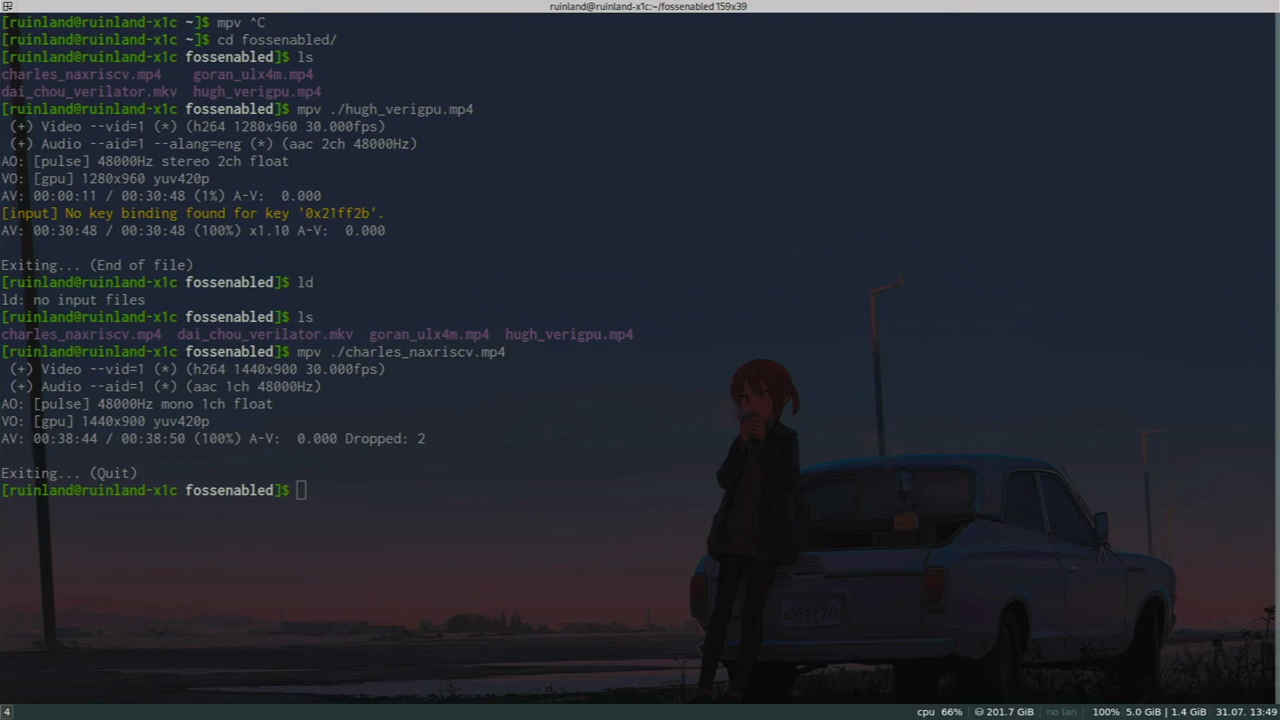 ruinland@ruinland-x1c:~/fossenabled 159x39
[ruinland@ruinland-x1c ~]$ mpv ^C
[ruinland@ruinland-x1c ~]$ cd fossenabled/
[ruinland@ruinland-x1c fossenabled]$ ls
charles_naxriscv.mp4    goran_ulx4m.mp4
dai_chou_verilator.mkv  hugh_verigpu.mp4
[ruinland@ruinland-x1c fossenabled]$ mpv ./hugh_verigpu.mp4
 (+) Video --vid=1 (*) (h264 1280x960 30.000fps)
 (+) Audio --aid=1 --alang=eng (*) (aac 2ch 48000Hz)
AO: [pulse] 48000Hz stereo 2ch float
VO: [gpu] 1280x960 yuv420p
AV: 00:00:11 / 00:30:48 (1%) A-V:  0.000
[input] No key binding found for key '0x21ff2b'.
AV: 00:30:48 / 00:30:48 (100%) x1.10 A-V:  0.000
Exiting... (End of file)
[ruinland@ruinland-x1c fossenabled]$ ld
ld: no input files
[ruinland@ruinland-x1c fossenabled]$ ls
charles_naxriscv.mp4  dai_chou_verilator.mkv  goran_ulx4m.mp4  hugh_verigpu.mp4
[ruinland@ruinland-x1c fossenabled]$ mpv ./charles_naxriscv.mp4
 (+) Video --vid=1 (*) (h264 1440x900 30.000fps)
 (+) Audio --aid=1 (*) (aac 1ch 48000Hz)
AO: [pulse] 48000Hz mono 1ch float
VO: [gpu] 1440x900 yuv420p
AV: 00:38:44 / 00:38:50 (100%) A-V:  0.000 Dropped: 2
Exiting... (Quit)
[ruinland@ruinland-x1c fossenabled]$
4 cpu 66% 201.7 GiB no lan 100% 5.0 GiB | 1.4 GiB 31.07, 13:49